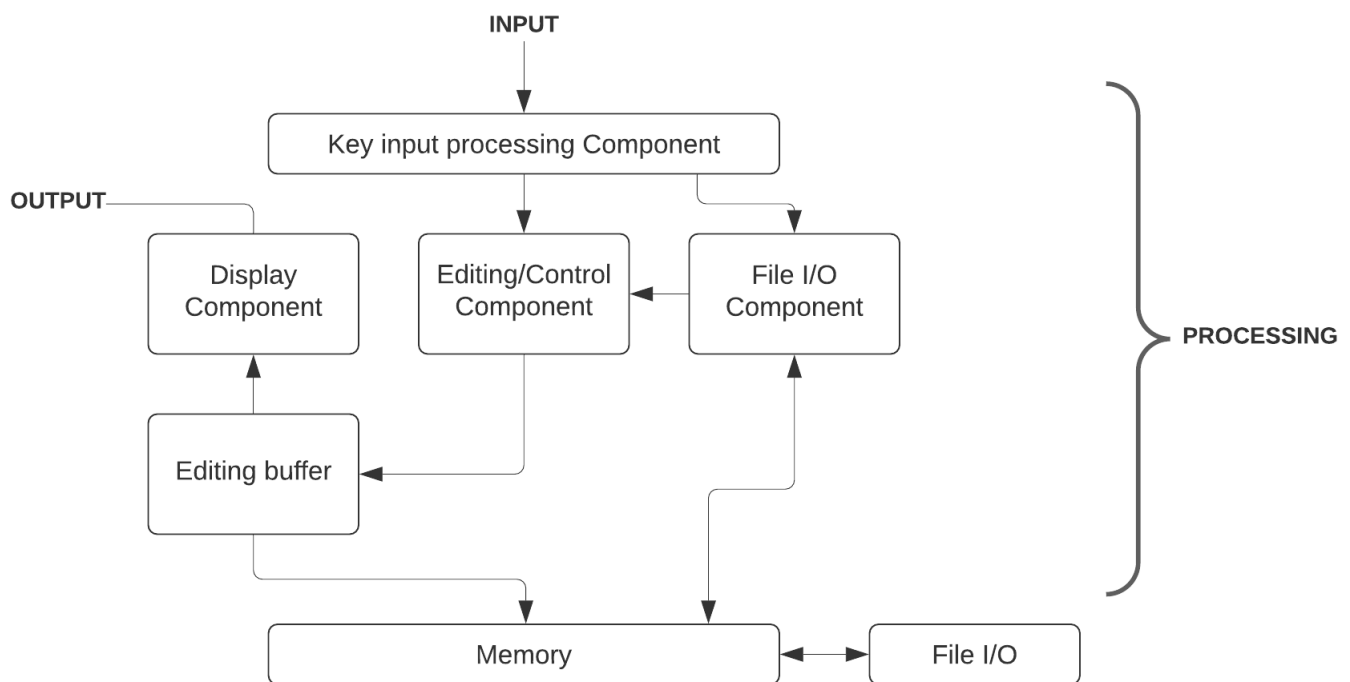 INPUT
Key input processing Component
OUTPUT
Display
Component
Editing/Control
Component
File I/O
Component
PROCESSING
Editing buffer
Memory
File I/O